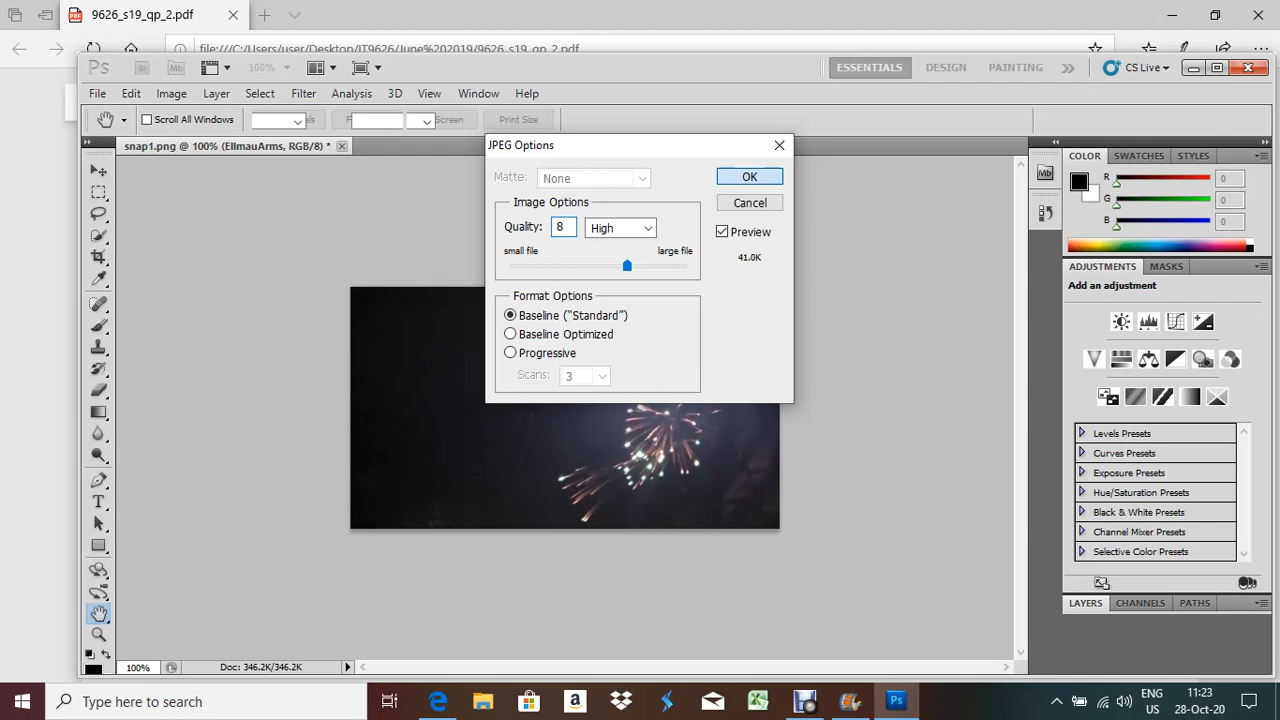 9626_s19_qp_2.pdf
file:///C:/Users/user/Desktop/IT9626/June%202019/9626_s19_qp_2.pdf
Ps Br Mb 100% ESSENTIALS DESIGN PAINTING CS Live
File Edit Image Layer Select Filter Analysis 3D View Window Help
Scroll All Windows Screen Print Size
snap1.png @ 100% (EllmauArms, RGB/8) *
JPEG Options
Matte: None
OK
Image Options
Cancel
Quality: 8 High
Preview
small file large file
41.0K
Format Options
Baseline ("Standard")
Baseline Optimized
Progressive
Scans: 3
Mb
COLOR SWATCHES STYLES
R 0
G 0
B 0
ADJUSTMENTS MASKS
Add an adjustment
Levels Presets
Curves Presets
Exposure Presets
Hue/Saturation Presets
Black & White Presets
Channel Mixer Presets
Selective Color Presets
LAYERS CHANNELS PATHS
100% Doc: 346.2K/346.2K
Type here to search
ENG
US
11:23
28-Oct-20